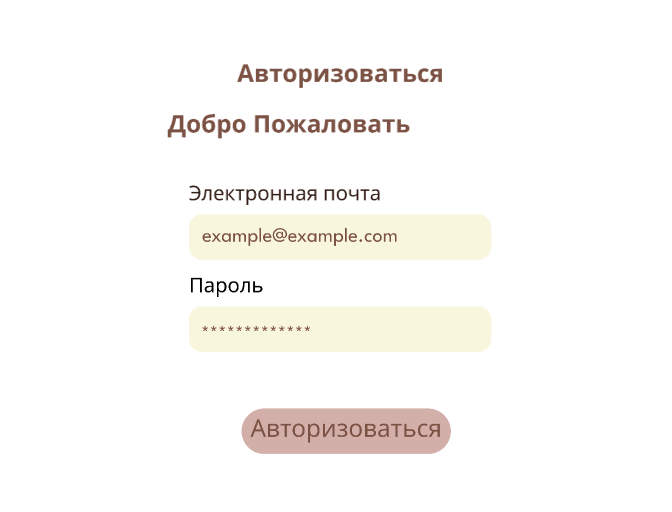 Авторизоваться
Добро Пожаловать
Электронная почта
example@example.com
Пароль
*************
Авторизоваться